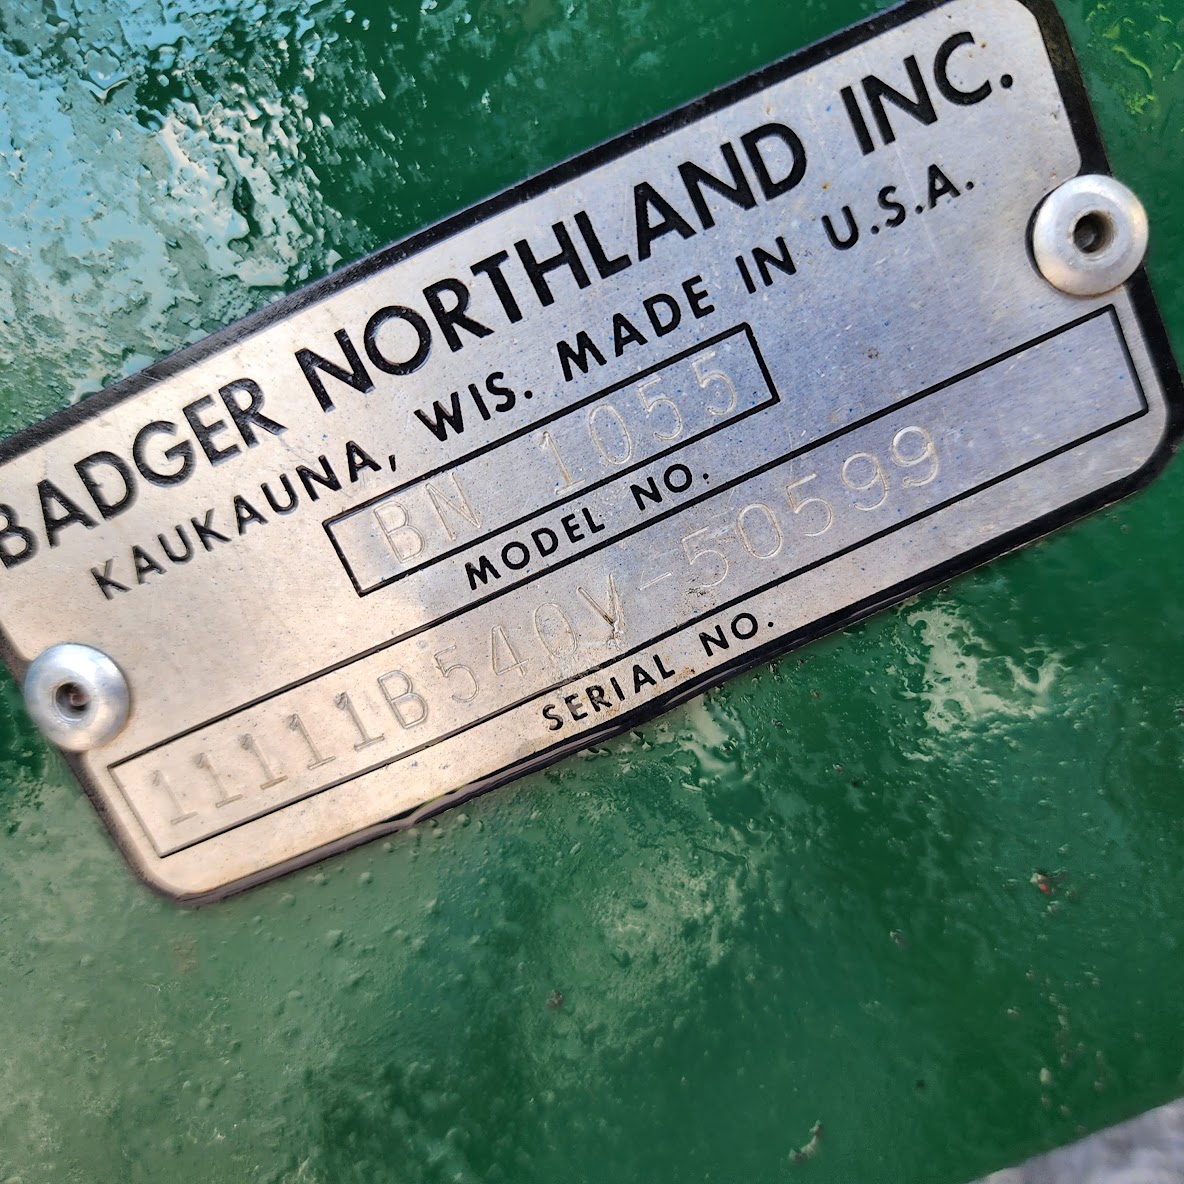 BADGER NORTHLAND INC.
KAUKAUNA, WIS. MADE IN U.S.A.
BN 1055
MODEL NO.
11111B540V-50599
SERIAL NO.